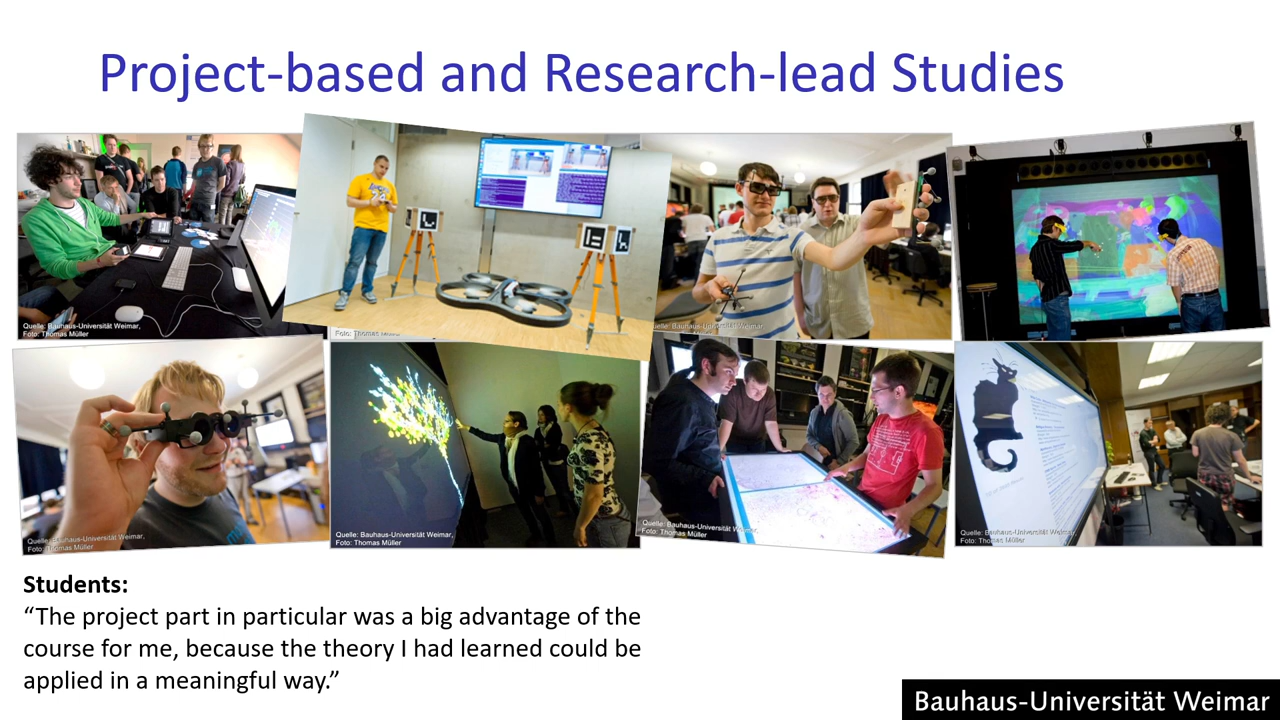 Project-based and Research-lead Studies
Quelle: Bauhaus-Universität Weimar,
Foto: Thomas Müller
Foto: Thomas Müller
Quelle: Bauhaus-Universität Weimar,
Quelle: Bauhaus-Universität Weimar,
Foto: Thomas Müller
Quelle: Bauhaus-Universität Weimar,
Foto: Thomas Müller
Quelle: Bauhaus-Universität Weimar,
Foto: Thomas Müller
Quelle: Bauhaus-Universität Weimar,
Foto: Thomas Müller
Students:
“The project part in particular was a big advantage of the
course for me, because the theory I had learned could be
applied in a meaningful way.”
Bauhaus-Universität Weimar